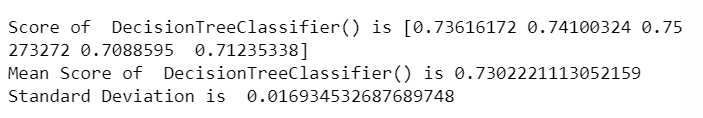 Score of  DecisionTreeClassifier() is [0.73616172 0.74100324 0.75
273272 0.7088595  0.71235338]
Mean Score of  DecisionTreeClassifier() is 0.7302221113052159
Standard Deviation is  0.016934532687689748